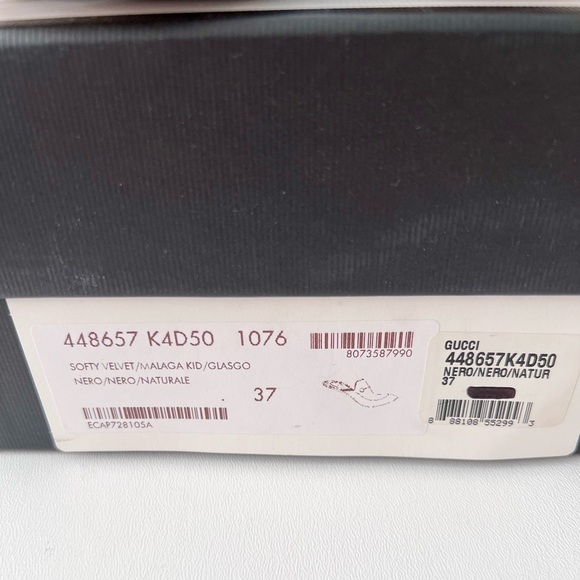 448657 K4D50 1076
8073587990
SOFTY VELVET/MALAGA KID/GLASGO
NERO/NERO/NATURALE
37
ECAP728105A
GUCCI
448657K4D50
NERO/NERO/NATUR
37
8 88108 55299 3